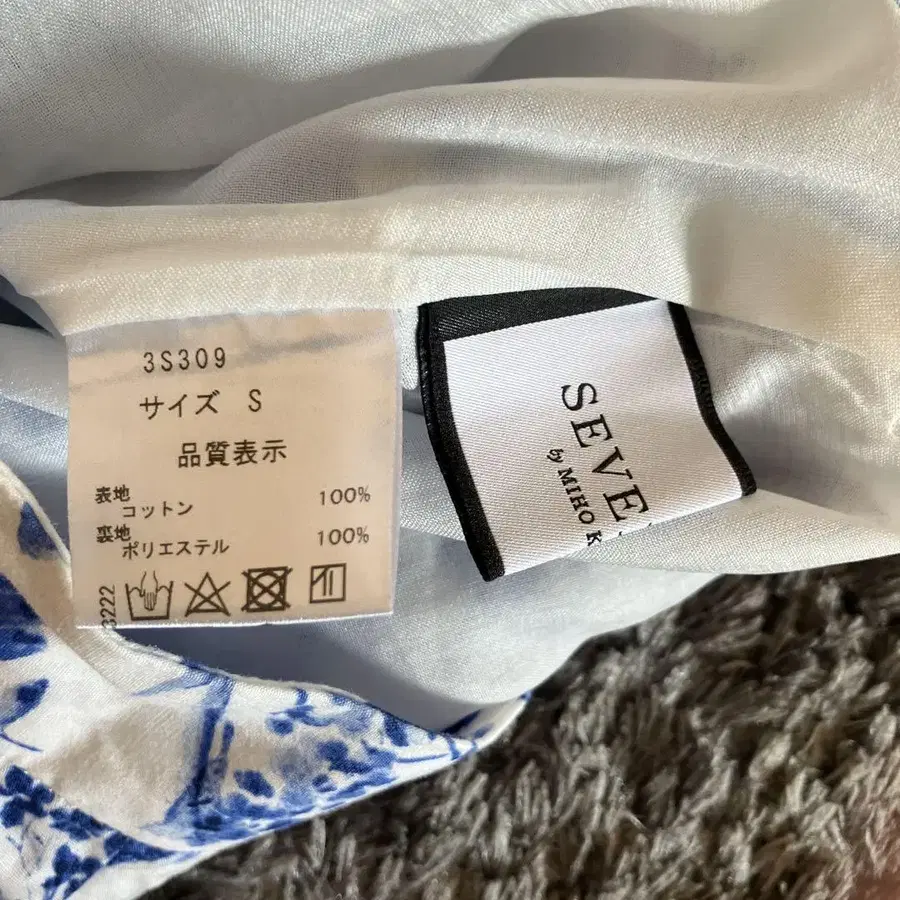 3S309
サイズ S
品質表示
表地
コットン 100%
裏地
ポリエステル 100%
3222
SEVE
by MIHO K